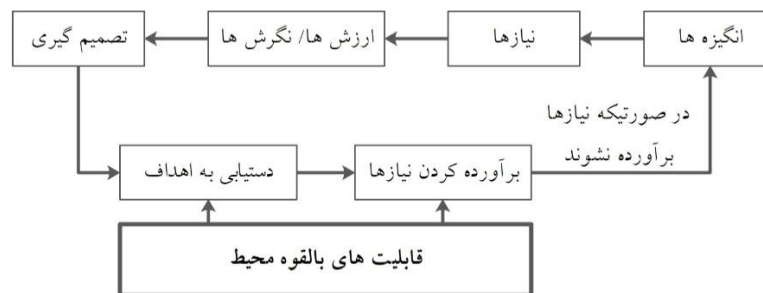 انگیزه ها
نیازها
ارزش ها/ نگرش ها
تصمیم گیری
در صورتیکه نیازها
برآورده نشوند
برآورده کردن نیازها
دستیابی به اهداف
قابلیت های بالقوه محیط